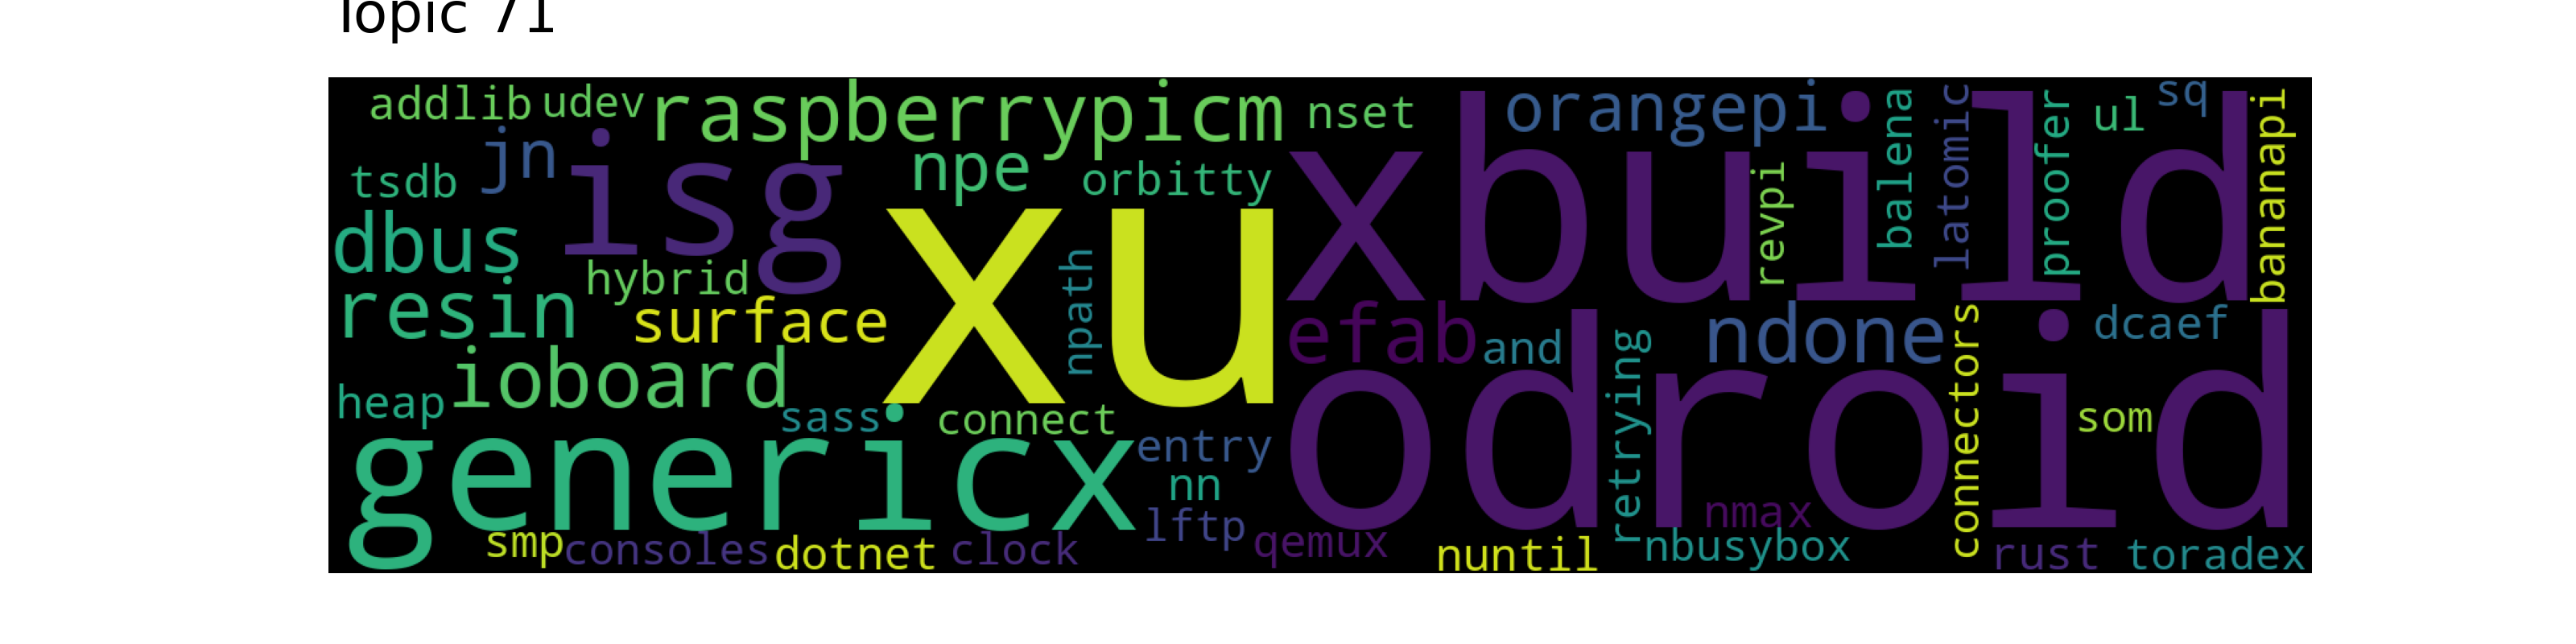 Topic 71
addlib udev raspberrypicm nset orangepi balena latomic proofer ul sq bananapi
jn isg npe orbitty xbuild revpi
tsdb
dbus hybrid xu npath
resin surface efab and ndone connectors dcaef
heap ioboard sass connect odroid retrying som
genericx entry
nn
lftp nmax
smp consoles dotnet clock qemux nuntil nbusybox rust toradex